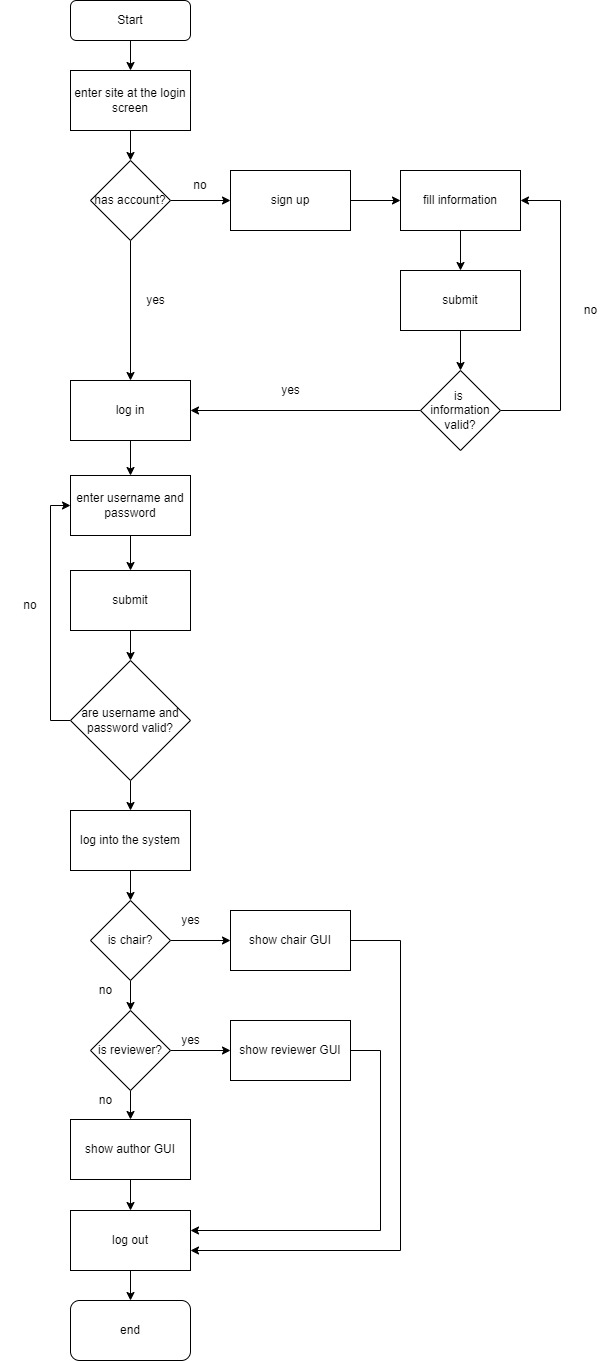 Start
enter site at the login
screen
has account?
no
sign up
fill information
yes
submit
no
is
information
valid?
yes
log in
enter username and
password
no
submit
are username and
password valid?
log into the system
is chair?
yes
show chair GUI
no
is reviewer?
yes
show reviewer GUI
no
show author GUI
log out
end